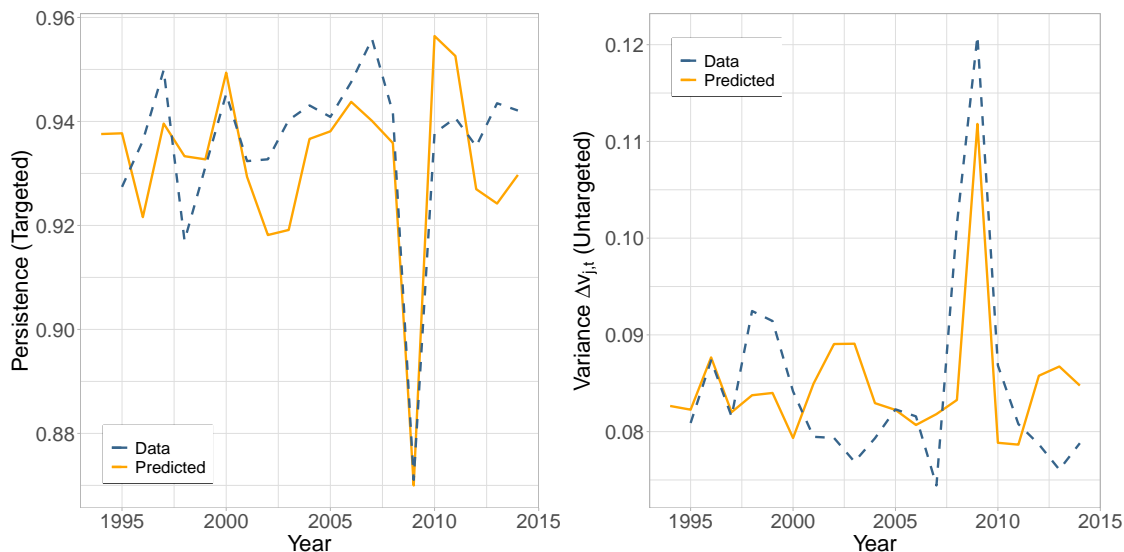 Persistence (Targeted)
0.96
0.94
0.92
0.90
0.88
Data
Predicted
1995
2000
2005
2010
2015
Year
Variance Δv_{j,t} (Untargeted)
0.12
0.11
0.10
0.09
0.08
Data
Predicted
1995
2000
2005
2010
2015
Year